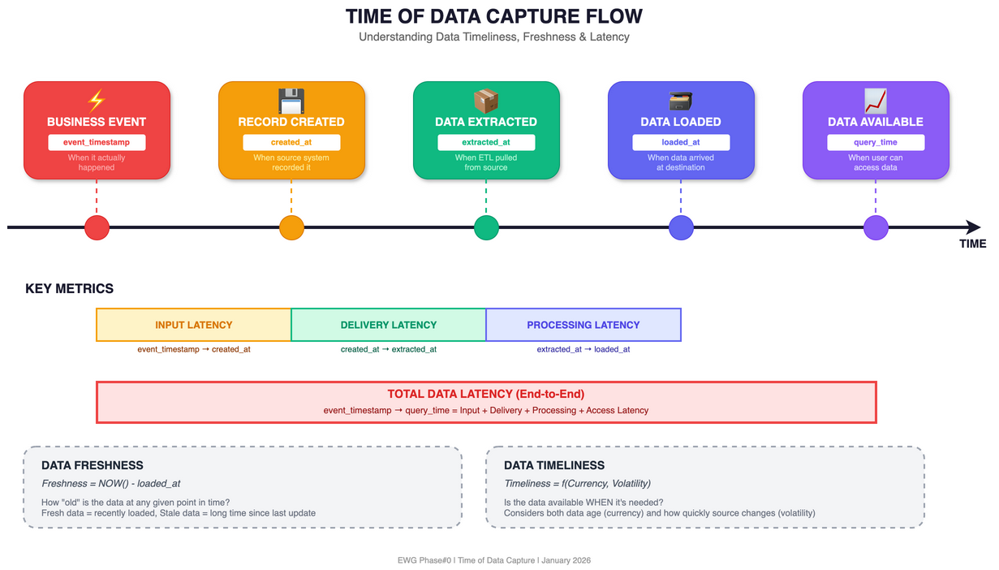 TIME OF DATA CAPTURE FLOW
Understanding Data Timeliness, Freshness & Latency
BUSINESS EVENT
event_timestamp
When it actually
happened
RECORD CREATED
created_at
When source system
recorded it
DATA EXTRACTED
extracted_at
When ETL pulled
from source
DATA LOADED
loaded_at
When data arrived
at destination
DATA AVAILABLE
query_time
When user can
access data
TIME
KEY METRICS
INPUT LATENCY
event_timestamp → created_at
DELIVERY LATENCY
created_at → extracted_at
PROCESSING LATENCY
extracted_at → loaded_at
TOTAL DATA LATENCY (End-to-End)
event_timestamp → query_time = Input + Delivery + Processing + Access Latency
DATA FRESHNESS
Freshness = NOW() - loaded_at
How "old" is the data at any given point in time?
Fresh data = recently loaded, Stale data = long time since last update
DATA TIMELINESS
Timeliness = f(Currency, Volatility)
Is the data available WHEN it's needed?
Considers both data age (currency) and how quickly source changes (volatility)
EWG Phase#0 | Time of Data Capture | January 2026